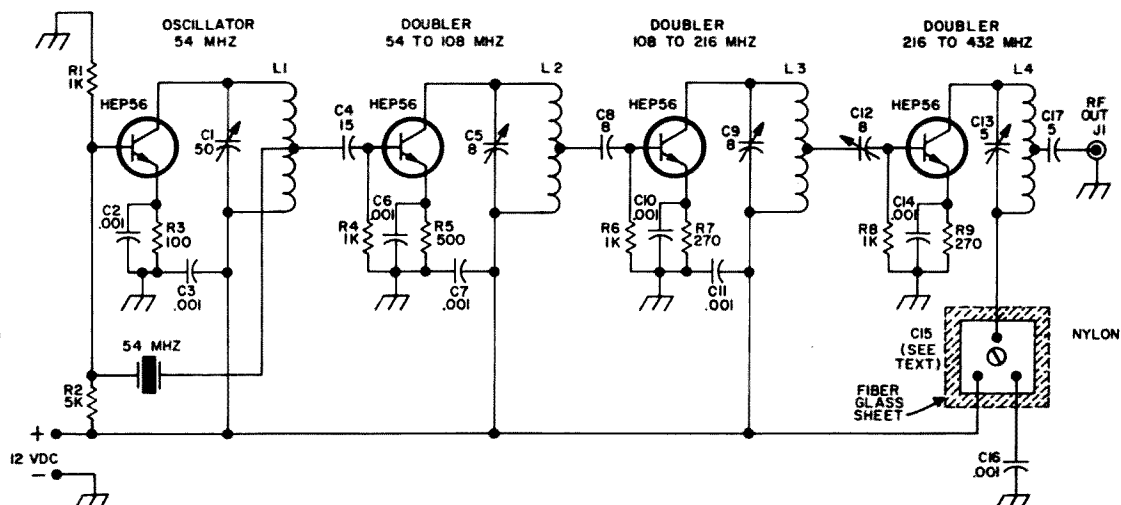 OSCILLATOR
54 MHZ
DOUBLER
54 TO 108 MHZ
DOUBLER
108 TO 216 MHZ
DOUBLER
216 TO 432 MHZ
R1
1K
HEP56
C1
50
L1
C2
.001
R3
100
C3
.001
54 MHZ
R2
5K
+
12 VDC
−
C4
15
HEP56
C5
8
L2
R4
1K
C6
.001
R5
500
C7
.001
C8
8
HEP56
C9
8
L3
R6
1K
C10
.001
R7
270
C11
.001
C12
8
HEP56
C13
5
L4
C17
5
RF
OUT
J1
R8
1K
C14
.001
R9
270
C15
(SEE
TEXT)
NYLON
FIBER
GLASS
SHEET
C16
.001